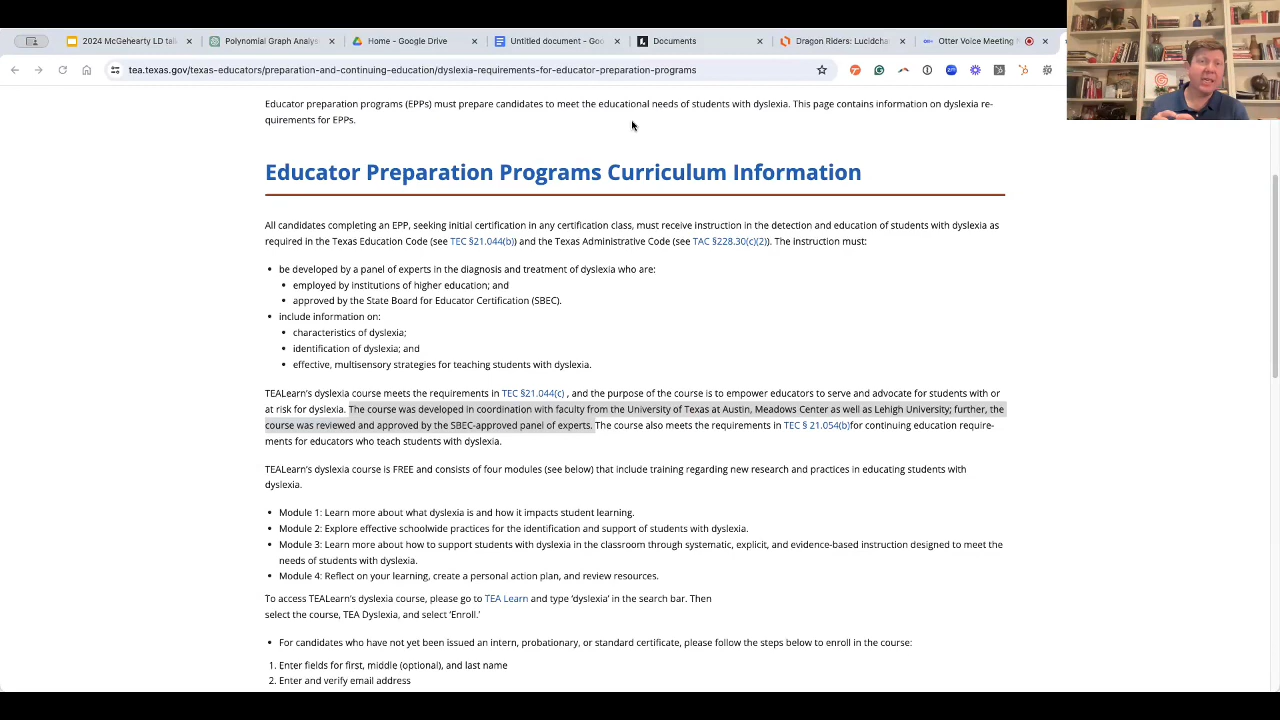 2024 McGehearty LD tal
Polynomial Graph Analys
Home - Google Drive
Untitled document - Goo
Documents
Dragon Riders: Lucidcha
Otter Voice Meeting
tea.texas.gov/texas-educators/preparation-and-continuing-education/dyslexia-requirements-for-educator-preparation-programs
Educator preparation programs (EPPs) must prepare candidates to meet the educational needs of students with dyslexia. This page contains information on dyslexia re-
quirements for EPPs.
Educator Preparation Programs Curriculum Information
All candidates completing an EPP, seeking initial certification in any certification class, must receive instruction in the detection and education of students with dyslexia as
required in the Texas Education Code (see TEC §21.044(b)) and the Texas Administrative Code (see TAC §228.30(c)(2)). The instruction must:
• be developed by a panel of experts in the diagnosis and treatment of dyslexia who are:
• employed by institutions of higher education; and
• approved by the State Board for Educator Certification (SBEC).
• include information on:
• characteristics of dyslexia;
• identification of dyslexia; and
• effective, multisensory strategies for teaching students with dyslexia.
TEALearn's dyslexia course meets the requirements in TEC §21.044(c) , and the purpose of the course is to empower educators to serve and advocate for students with or
at risk for dyslexia. The course was developed in coordination with faculty from the University of Texas at Austin, Meadows Center as well as Lehigh University; further, the
course was reviewed and approved by the SBEC-approved panel of experts. The course also meets the requirements in TEC § 21.054(b)for continuing education require-
ments for educators who teach students with dyslexia.
TEALearn's dyslexia course is FREE and consists of four modules (see below) that include training regarding new research and practices in educating students with
dyslexia.
• Module 1: Learn more about what dyslexia is and how it impacts student learning.
• Module 2: Explore effective schoolwide practices for the identification and support of students with dyslexia.
• Module 3: Learn more about how to support students with dyslexia in the classroom through systematic, explicit, and evidence-based instruction designed to meet the
needs of students with dyslexia.
• Module 4: Reflect on your learning, create a personal action plan, and review resources.
To access TEALearn's dyslexia course, please go to TEA Learn and type 'dyslexia' in the search bar. Then
select the course, TEA Dyslexia, and select 'Enroll.'
• For candidates who have not yet been issued an intern, probationary, or standard certificate, please follow the steps below to enroll in the course:
1. Enter fields for first, middle (optional), and last name
2. Enter and verify email address